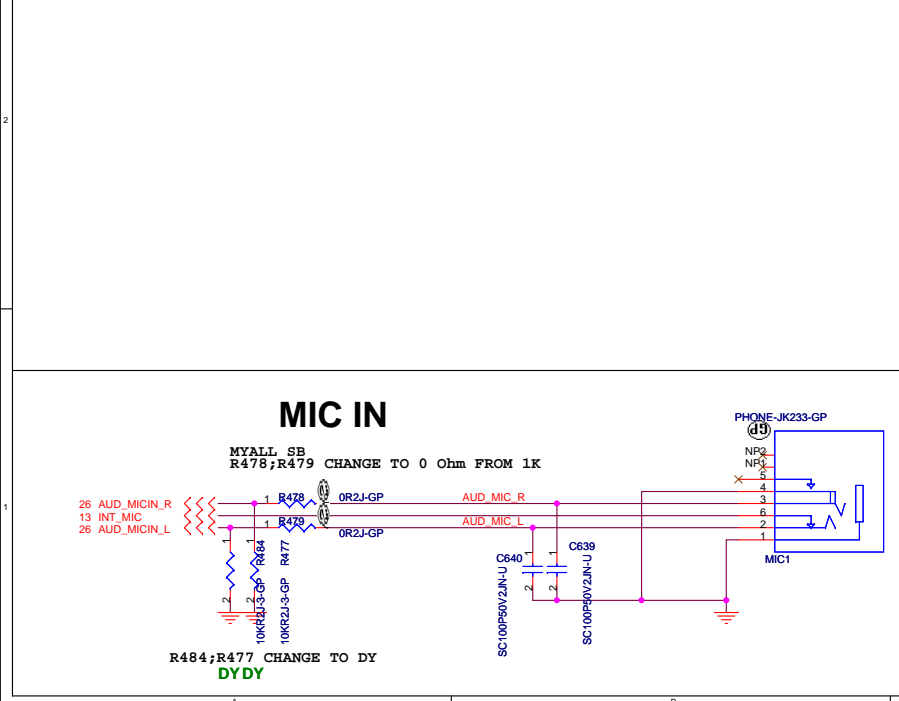 2
MIC IN
MYALL SB
R478;R479 CHANGE TO 0 Ohm FROM 1K
PHONE-JK233-GP
GP
NP2
NP1
5
4
3
6
2
1
MIC1
26 AUD_MICIN_R
13 INT_MIC
26 AUD_MICIN_L
1 R478
0R2J-GP
AUD_MIC_R
1 R479
0R2J-GP
AUD_MIC_L
1
1
2
2
R484
10KR2J-3-GP
R477
10KR2J-3-GP
C640
1
2
SC100P50V2JN-U
C639
1
2
SC100P50V2JN-U
1
R484;R477 CHANGE TO DY
DY DY